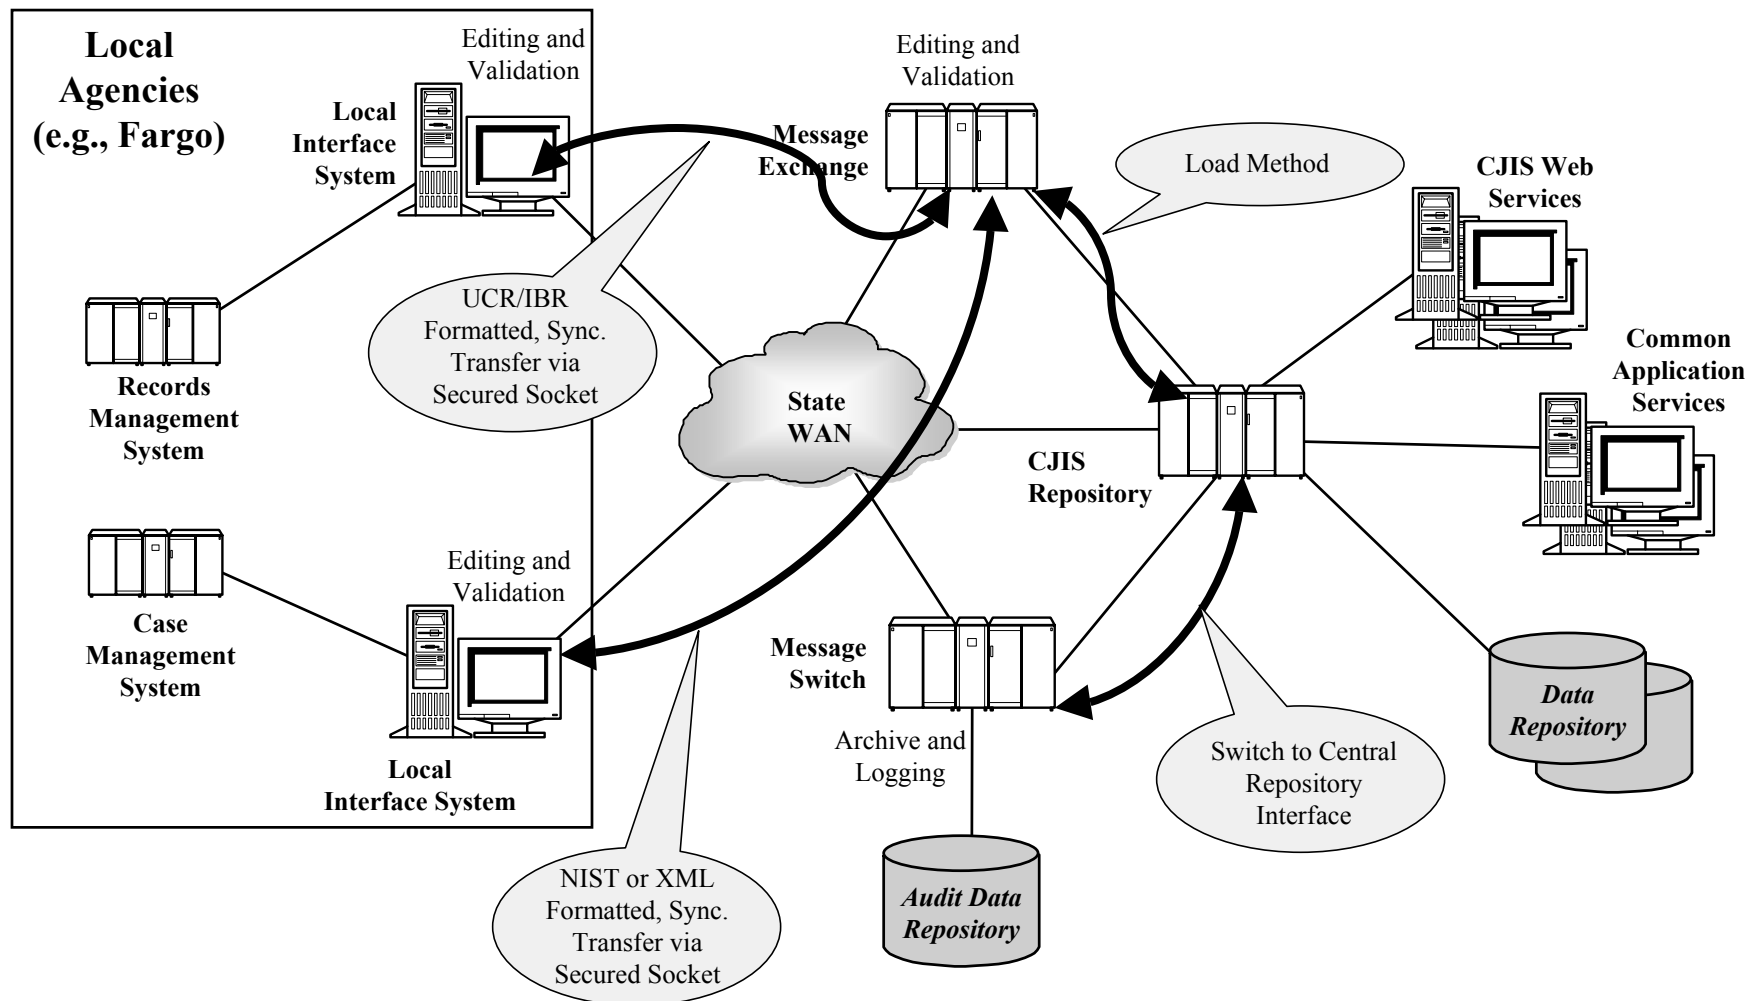 Local
Agencies
(e.g., Fargo)
Editing and
Validation
Local
Interface
System
Records
Management
System
Case
Management
System
Editing and
Validation
Local
Interface System
UCR/IBR
Formatted, Sync.
Transfer via
Secured Socket
NIST or XML
Formatted, Sync.
Transfer via
Secured Socket
Editing and
Validation
Message
Exchange
Load Method
State
WAN
CJIS
Repository
CJIS Web
Services
Common
Application
Services
Message
Switch
Archive and
Logging
Audit Data
Repository
Switch to Central
Repository
Interface
Data
Repository